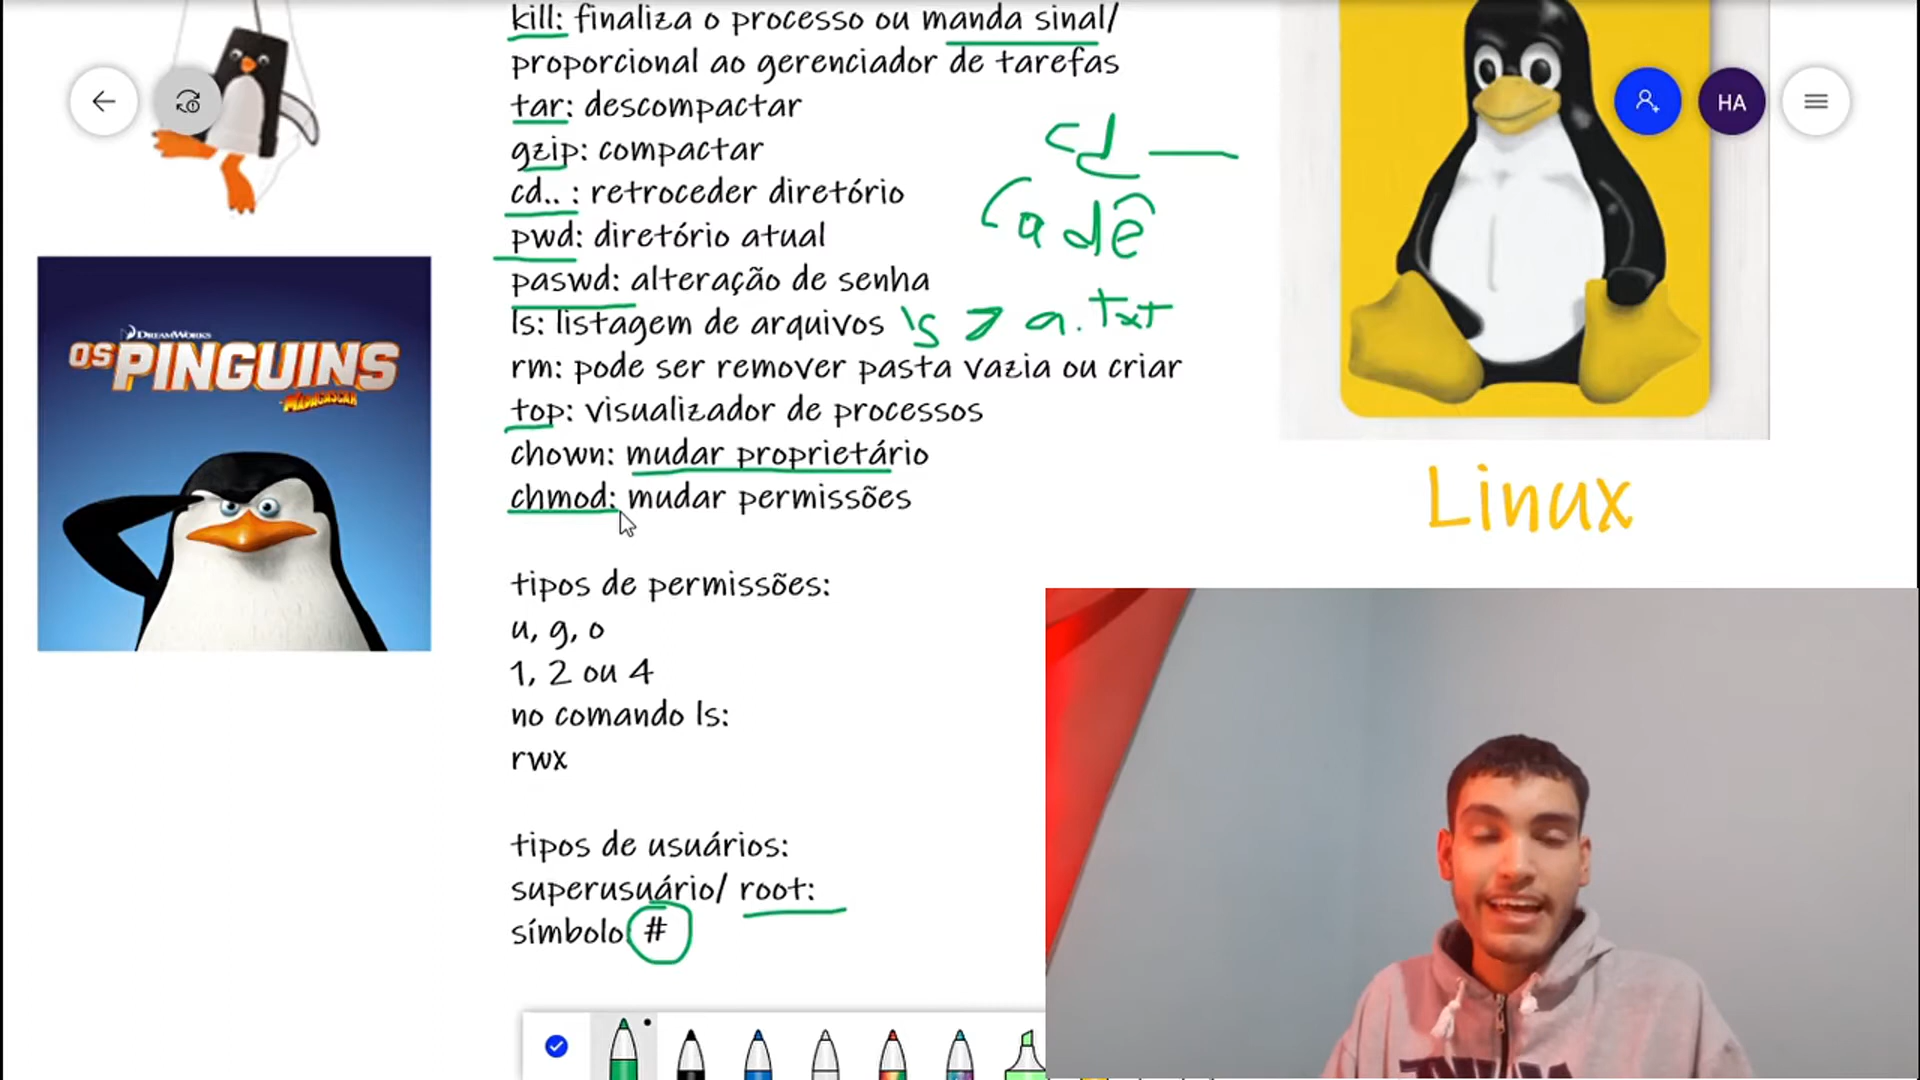 kill: finaliza o processo ou manda sinal/
proporcional ao gerenciador de tarefas
tar: descompactar
gzip: compactar
cd.. : retroceder diretório
pwd: diretório atual
paswd: alteração de senha
ls: listagem de arquivos
rm: pode ser remover pasta vazia ou criar
top: visualizador de processos
chown: mudar proprietário
chmod: mudar permissões
tipos de permissões:
u, g, o
1, 2 ou 4
no comando ls:
rwx
tipos de usuários:
superusuário/ root:
símbolo: #
cd __
Cadê
ls > a.txt
HA
Linux
DREAMWORKS
OS PINGUINS
MADAGASCAR